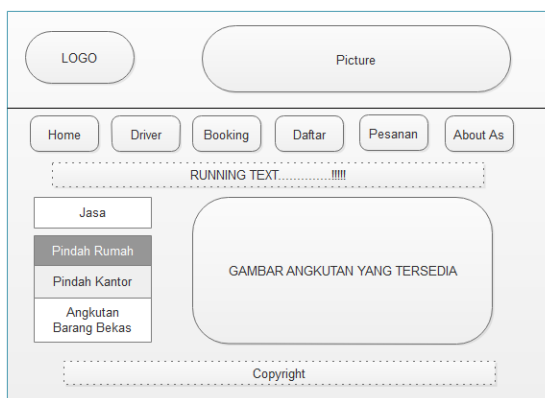 LOGO
Picture
Home
Driver
Booking
Daftar
Pesanan
About As
RUNNING TEXT..............!!!!!
Jasa
Pindah Rumah
Pindah Kantor
Angkutan
Barang Bekas
GAMBAR ANGKUTAN YANG TERSEDIA
Copyright